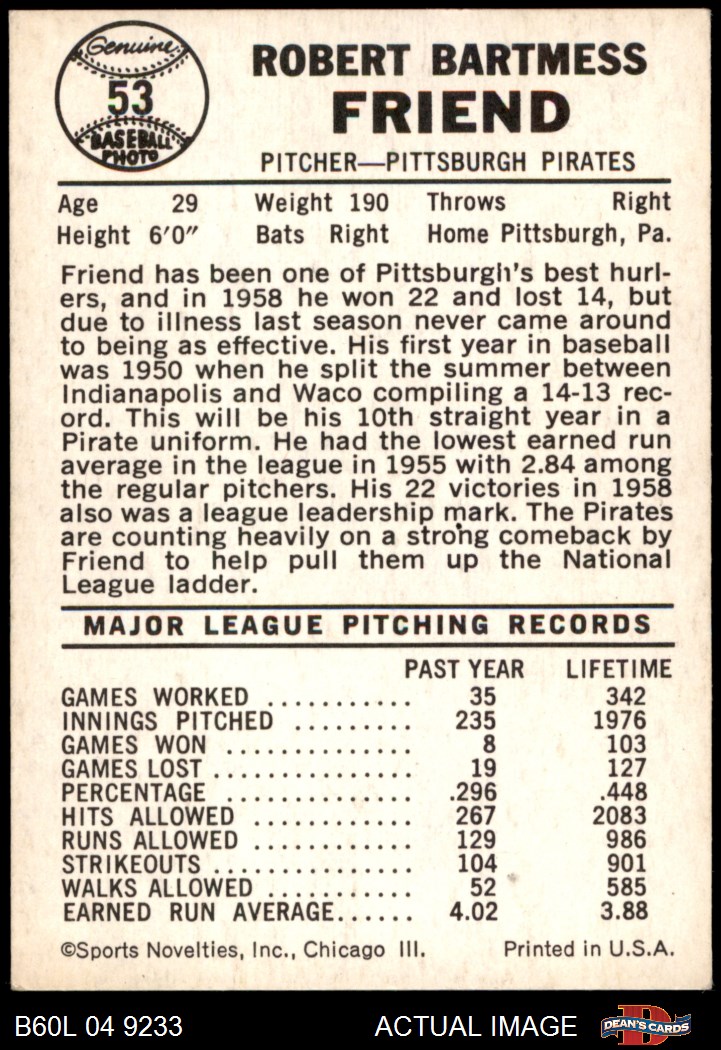 Genuine
53
BASEBALL
PHOTO
ROBERT BARTMESS
FRIEND
PITCHER—PITTSBURGH PIRATES
Age 29 Weight 190 Throws Right
Height 6'0" Bats Right Home Pittsburgh, Pa.
Friend has been one of Pittsburgh's best hurl-
ers, and in 1958 he won 22 and lost 14, but
due to illness last season never came around
to being as effective. His first year in baseball
was 1950 when he split the summer between
Indianapolis and Waco compiling a 14-13 rec-
ord. This will be his 10th straight year in a
Pirate uniform. He had the lowest earned run
average in the league in 1955 with 2.84 among
the regular pitchers. His 22 victories in 1958
also was a league leadership mark. The Pirates
are counting heavily on a strong comeback by
Friend to help pull them up the National
League ladder.
MAJOR LEAGUE PITCHING RECORDS
PAST YEAR LIFETIME
GAMES WORKED ........... 35 342
INNINGS PITCHED ......... 235 1976
GAMES WON .............. 8 103
GAMES LOST ............... 19 127
PERCENTAGE .............. .296 .448
HITS ALLOWED ............ 267 2083
RUNS ALLOWED ............ 129 986
STRIKEOUTS ............... 104 901
WALKS ALLOWED ........... 52 585
EARNED RUN AVERAGE...... 4.02 3.88
©Sports Novelties, Inc., Chicago Ill. Printed in U.S.A.
B60L 04 9233 ACTUAL IMAGE D DEAN'S CARDS